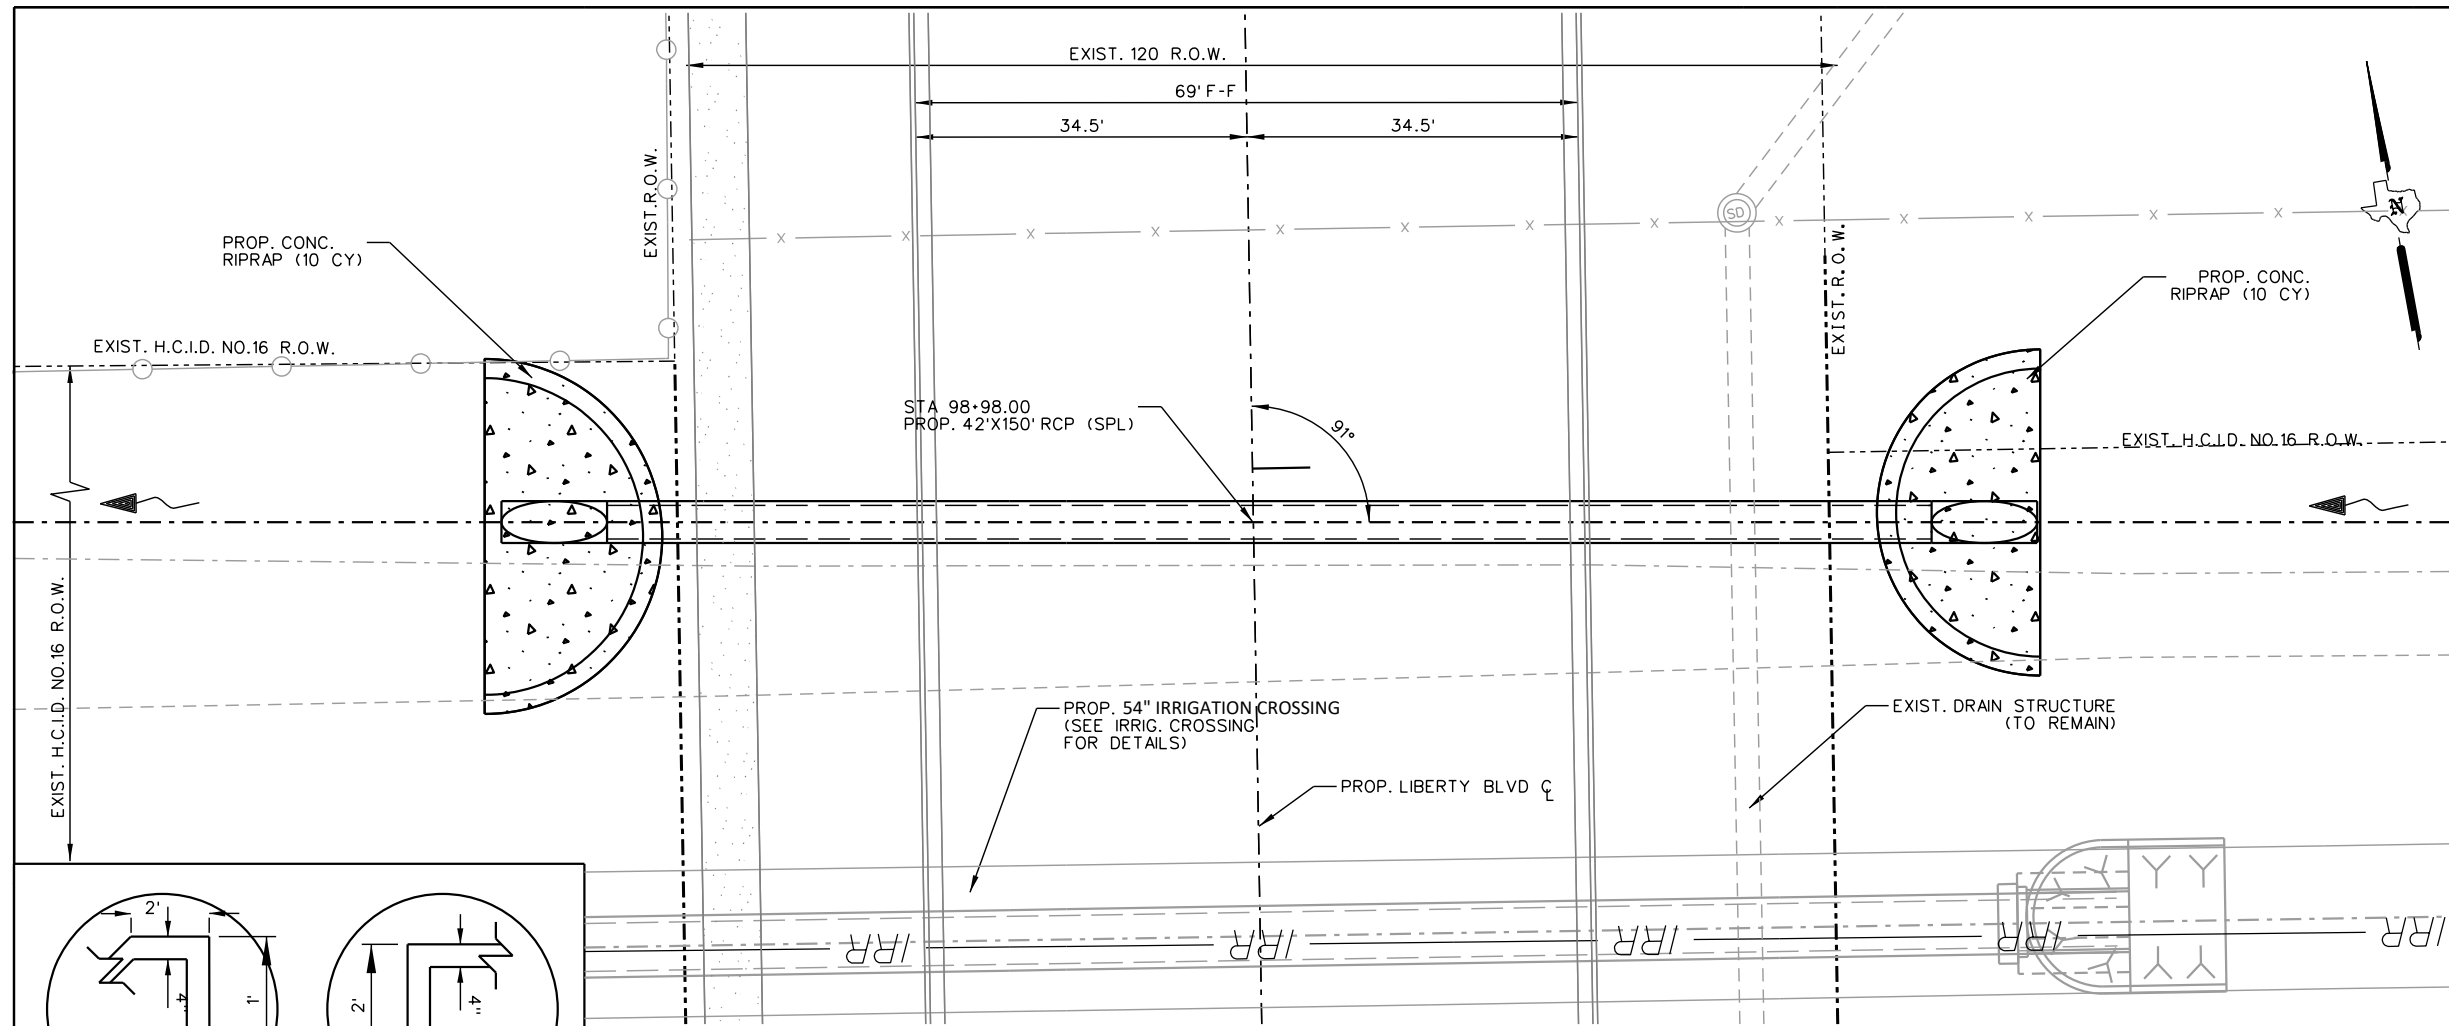 EXIST. 120 R.O.W.
69' F-F
34.5'
34.5'
EXIST.R.O.W.
SD
N
EXIST.R.O.W.
PROP. CONC.
RIPRAP (10 CY)
PROP. CONC.
RIPRAP (10 CY)
EXIST. H.C.I.D. NO.16 R.O.W.
STA 98+98.00
PROP. 42'X150' RCP (SPL)
91°
EXIST. H.C.I.D. NO.16 R.O.W.
EXIST. H.C.I.D. NO.16 R.O.W.
PROP. 54" IRRIGATION CROSSING
(SEE IRRIG. CROSSING
FOR DETAILS)
EXIST. DRAIN STRUCTURE
(TO REMAIN)
PROP. LIBERTY BLVD ℄
IRR
IRR
IRR
IRR
IRR
2'
4"
1'
2'
4"